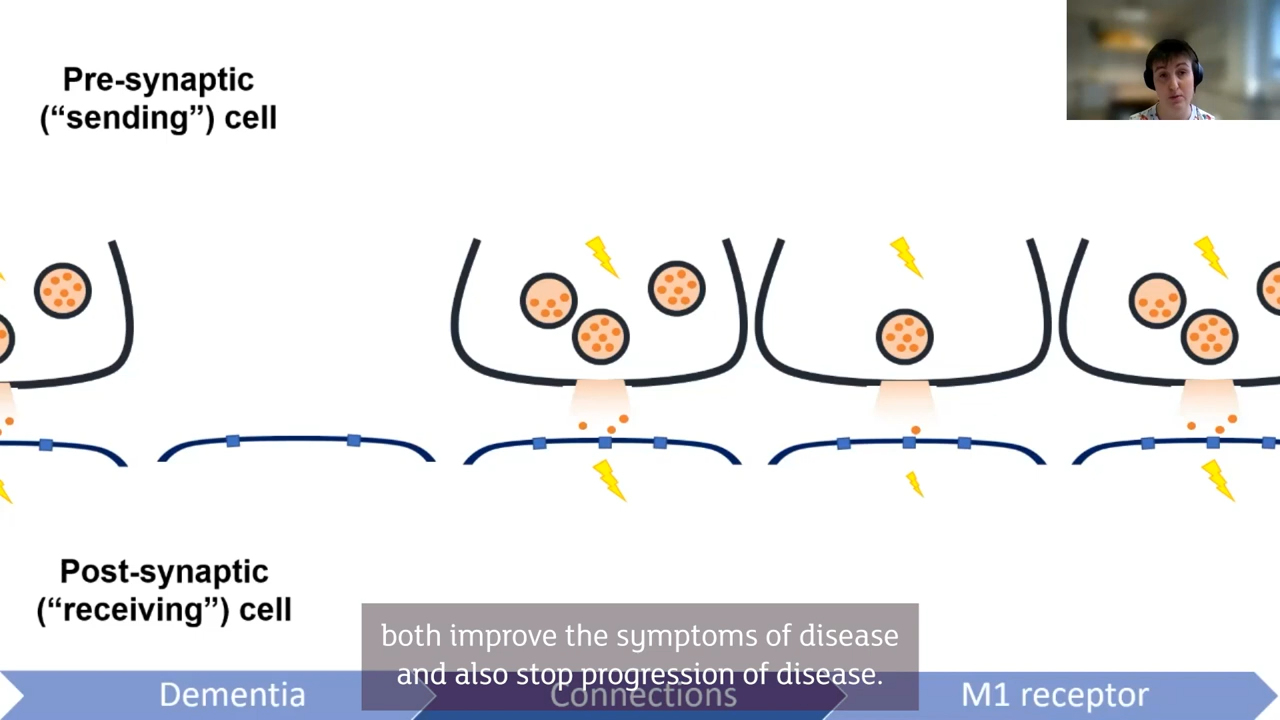 Pre-synaptic
(“sending”) cell
Post-synaptic
(“receiving”) cell
both improve the symptoms of disease
and also stop progression of disease.
Dementia
Connections
M1 receptor